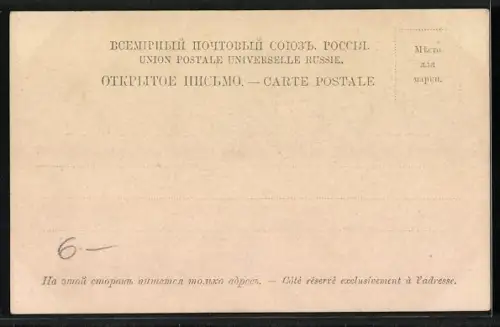 ВСЕМІРНЫЙ ПОЧТОВЫЙ СОЮЗЪ. РОССІЯ.
UNION POSTALE UNIVERSELLE RUSSIE.
ОТКРЫТОЕ ПИСЬМО. — CARTE POSTALE
Мѣсто
для
марки.
6 —
На этой сторонѣ пишется только адресъ. — Côté réservé exclusivement à l'adresse.